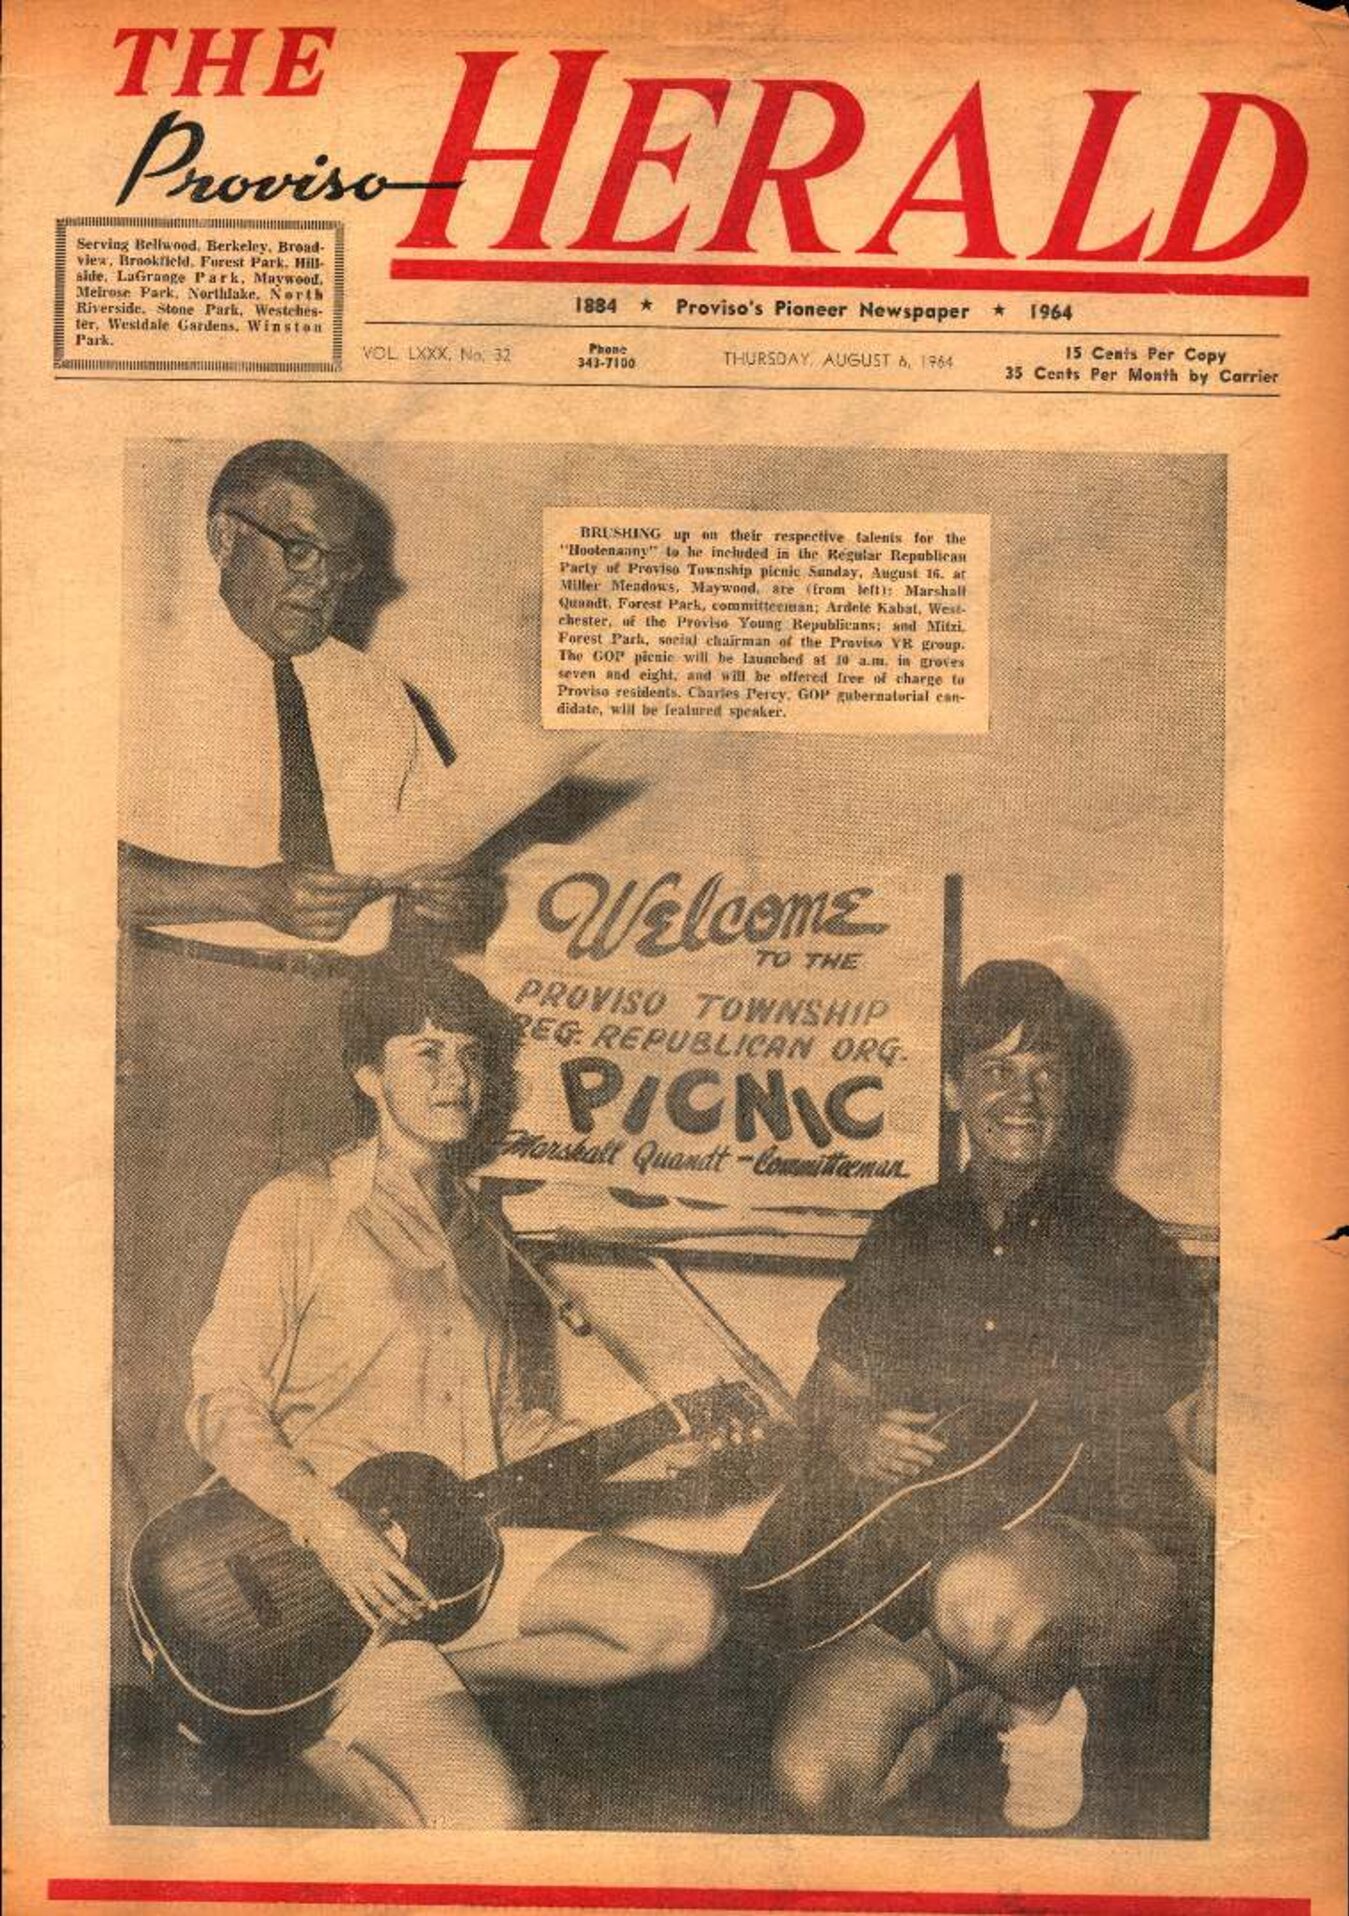 THE
Proviso
HERALD
Serving Bellwood, Berkeley, Broad-
view, Brookfield, Forest Park, Hill-
side, LaGrange Park, Maywood,
Melrose Park, Northlake, North
Riverside, Stone Park, Westches-
ter, Westdale Gardens, Winston
Park.
1884 ★ Proviso's Pioneer Newspaper ★ 1964
VOL. LXXX, No. 32
Phone
343-7100
THURSDAY, AUGUST 6, 1964
15 Cents Per Copy
35 Cents Per Month by Carrier
BRUSHING up on their respective talents for the
"Hootenanny" to be included in the Regular Republican
Party of Proviso Township picnic Sunday, August 16, at
Miller Meadows, Maywood, are (from left): Marshall
Quandt, Forest Park, committeeman; Ardele Kabat, West-
chester, of the Proviso Young Republicans; and Mitzi,
Forest Park, social chairman of the Proviso YR group.
The GOP picnic will be launched at 10 a.m. in groves
seven and eight, and will be offered free of charge to
Proviso residents. Charles Percy, GOP gubernatorial can-
didate, will be featured speaker.
Welcome
TO THE
PROVISO TOWNSHIP
REG. REPUBLICAN ORG.
PICNIC
Marshall Quandt - Committeeman